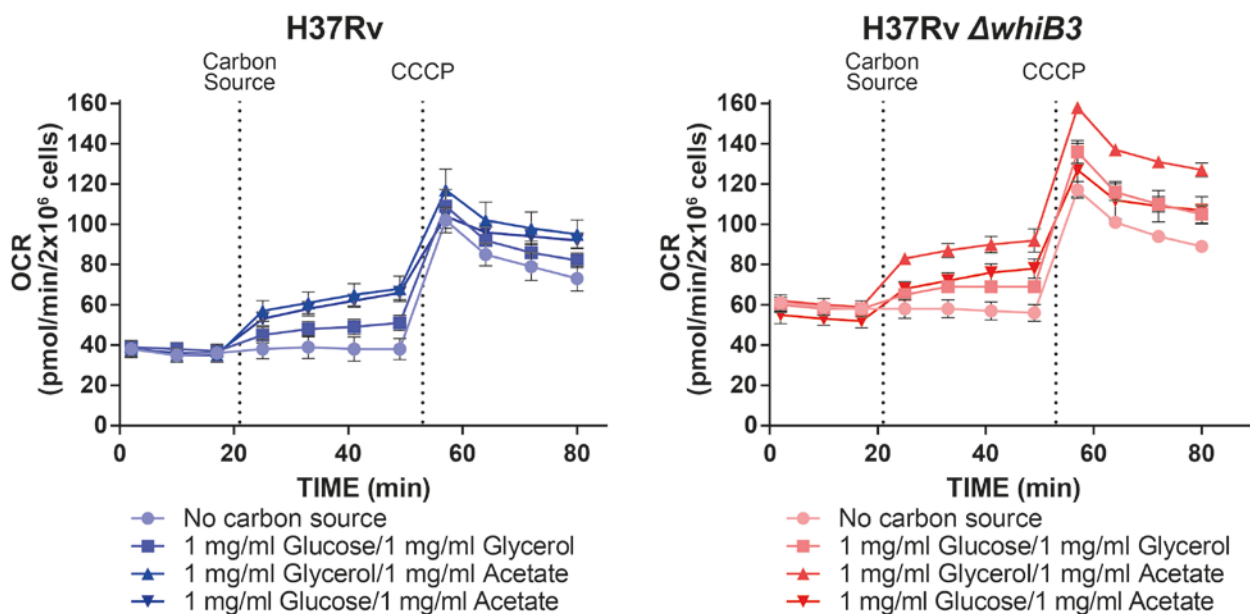 H37Rv
Carbon
Source
CCCP
160
140
120
100
80
60
40
20
0
OCR
(pmol/min/2x10⁶ cells)
0 20 40 60 80
TIME (min)
No carbon source
1 mg/ml Glucose/1 mg/ml Glycerol
1 mg/ml Glycerol/1 mg/ml Acetate
1 mg/ml Glucose/1 mg/ml Acetate
H37Rv ΔwhiB3
Carbon
Source
CCCP
160
140
120
100
80
60
40
20
0
OCR
(pmol/min/2x10⁶ cells)
0 20 40 60 80
TIME (min)
No carbon source
1 mg/ml Glucose/1 mg/ml Glycerol
1 mg/ml Glycerol/1 mg/ml Acetate
1 mg/ml Glucose/1 mg/ml Acetate